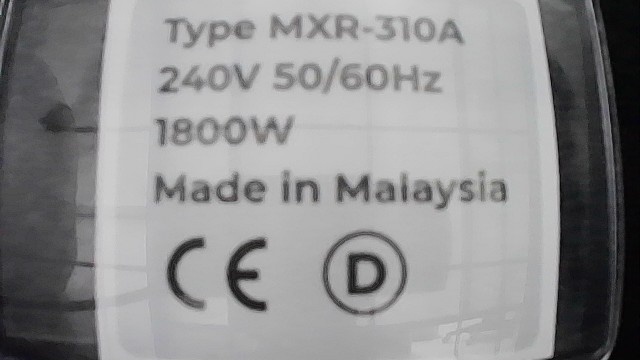 Type MXR-310A
240V 50/60Hz
1800W
Made in Malaysia
CE D